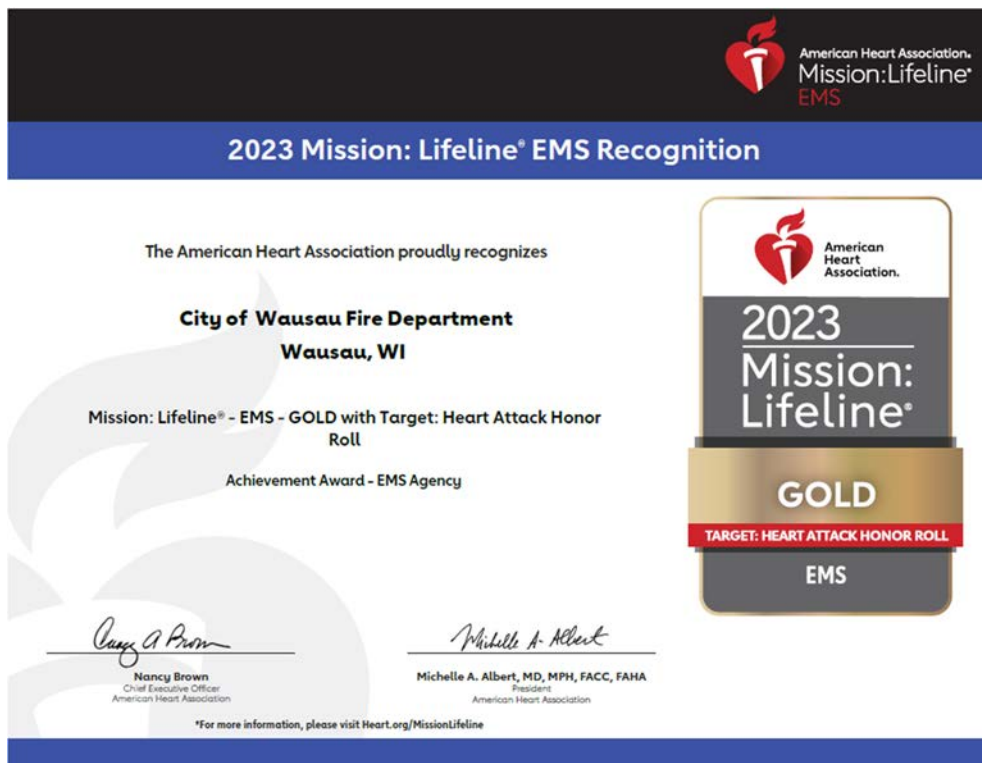 American Heart Association.
Mission:Lifeline®
EMS
2023 Mission: Lifeline® EMS Recognition
The American Heart Association proudly recognizes
City of Wausau Fire Department
Wausau, WI
Mission: Lifeline® - EMS - GOLD with Target: Heart Attack Honor
Roll
Achievement Award - EMS Agency
American
Heart
Association.
2023
Mission:
Lifeline®
GOLD
TARGET: HEART ATTACK HONOR ROLL
EMS
Nancy A Brown
Michelle A. Albert
Nancy Brown
Chief Executive Officer
American Heart Association
Michelle A. Albert, MD, MPH, FACC, FAHA
President
American Heart Association
*For more information, please visit Heart.org/MissionLifeline